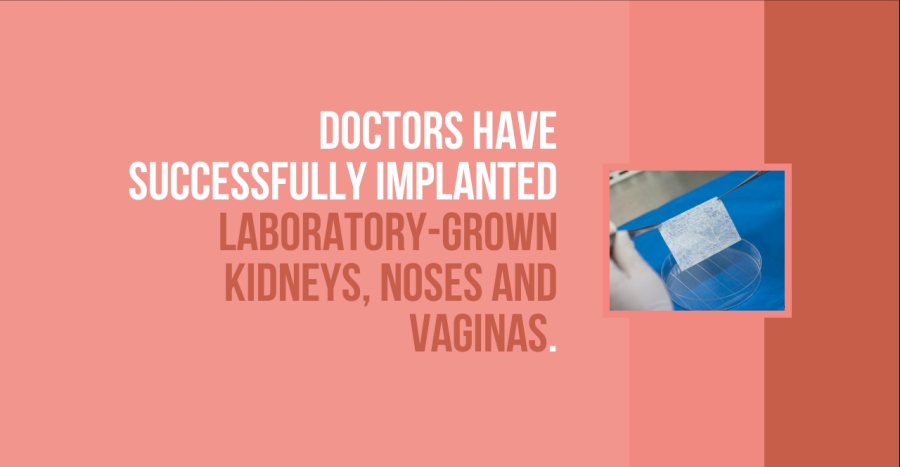 DOCTORS HAVE
SUCCESSFULLY IMPLANTED
LABORATORY-GROWN
KIDNEYS, NOSES AND
VAGINAS.